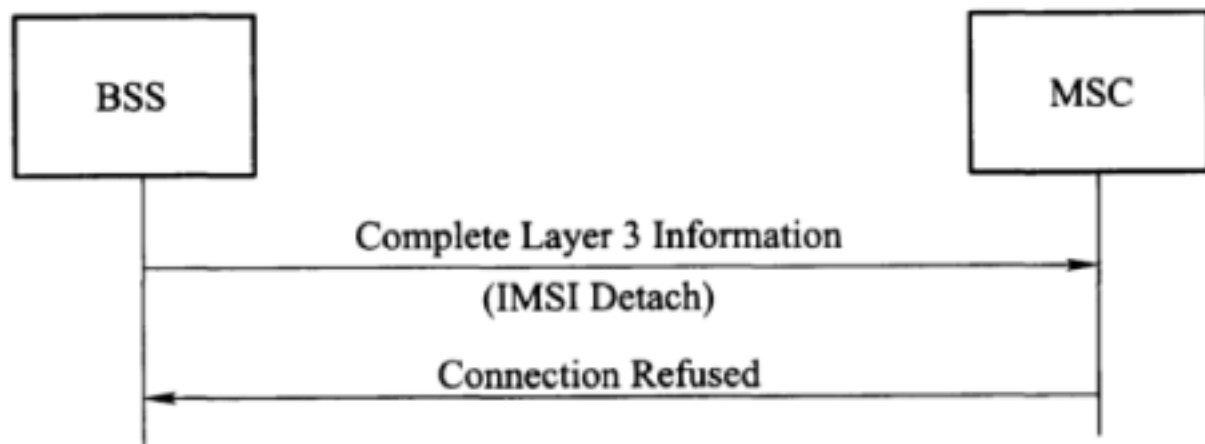 BSS
MSC
Complete Layer 3 Information
(IMSI Detach)
Connection Refused